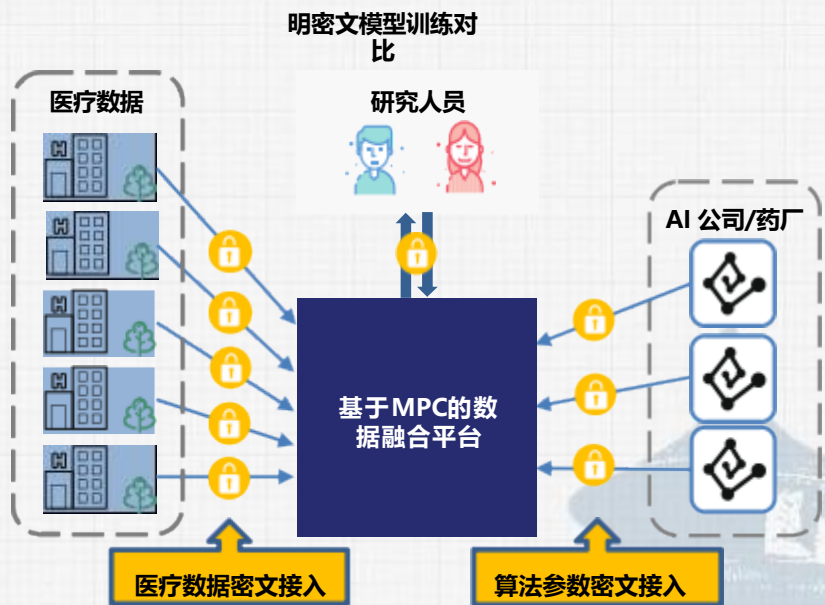 明密文模型训练对
比
医疗数据
研究人员
H
H
H
H
H
AI 公司/药厂
基于MPC的数
据融合平台
医疗数据密文接入
算法参数密文接入